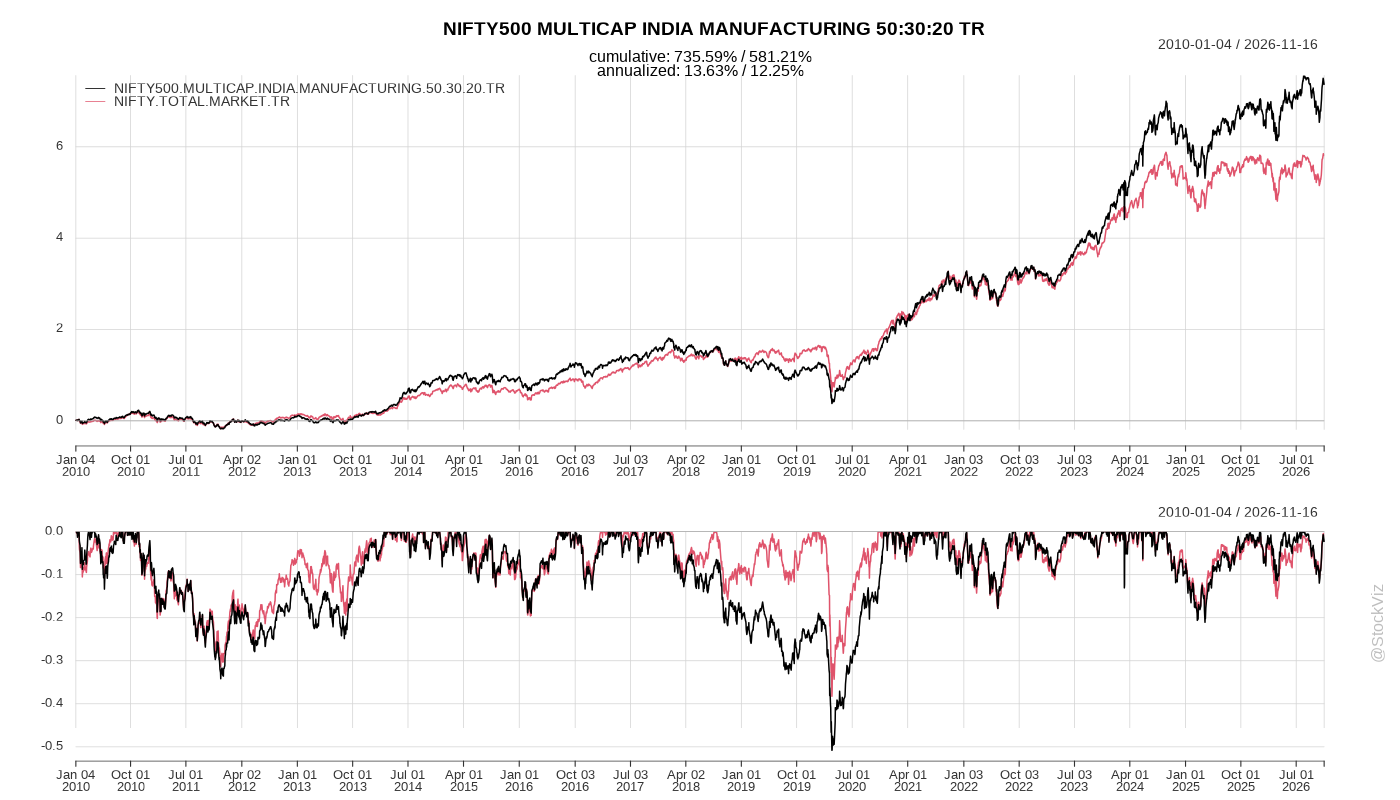 NIFTY500 MULTICAP INDIA MANUFACTURING 50:30:20 TR
2010-01-04 / 2026-11-16
cumulative: 735.59% / 581.21%
annualized: 13.63% / 12.25%
NIFTY500.MULTICAP.INDIA.MANUFACTURING.50.30.20.TR
NIFTY.TOTAL.MARKET.TR
6
4
2
0
Jan 04 Oct 01 Jul 01 Apr 02 Jan 01 Oct 01 Jul 01 Apr 01 Jan 01 Oct 03 Jul 03 Apr 02 Jan 01 Oct 01 Jul 01 Apr 01 Jan 03 Oct 03 Jul 03 Apr 01 Jan 01 Oct 01 Jul 01
2010 2010 2011 2012 2013 2013 2014 2015 2016 2016 2017 2018 2019 2019 2020 2021 2022 2022 2023 2024 2025 2025 2026
2010-01-04 / 2026-11-16
0.0
-0.1
-0.2
-0.3
-0.4
-0.5
Jan 04 Oct 01 Jul 01 Apr 02 Jan 01 Oct 01 Jul 01 Apr 01 Jan 01 Oct 03 Jul 03 Apr 02 Jan 01 Oct 01 Jul 01 Apr 01 Jan 03 Oct 03 Jul 03 Apr 01 Jan 01 Oct 01 Jul 01
2010 2010 2011 2012 2013 2013 2014 2015 2016 2016 2017 2018 2019 2019 2020 2021 2022 2022 2023 2024 2025 2025 2026
@StockViz